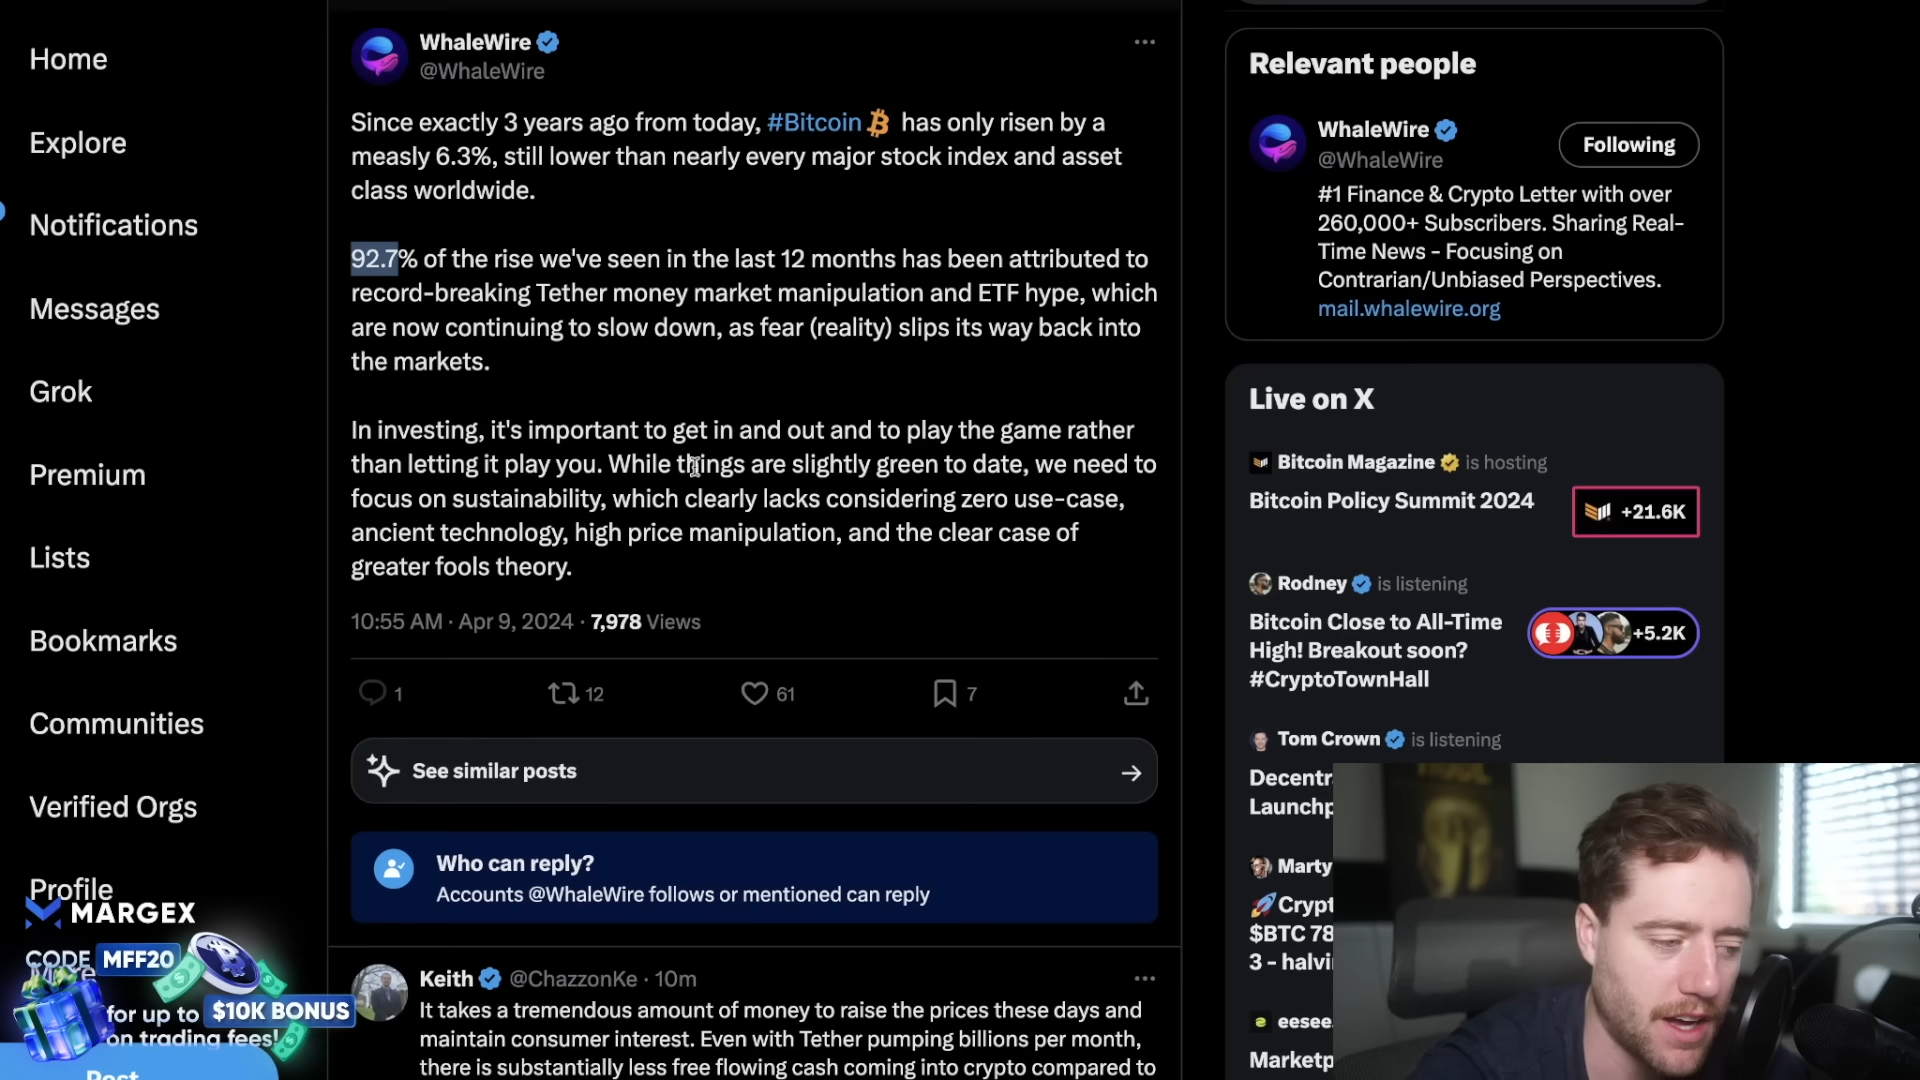 Home
Explore
Notifications
Messages
Grok
Premium
Lists
Bookmarks
Communities
Verified Orgs
Profile
MARGEX
CODE MFF20
for up to $10K BONUS
on trading fees!
Post
WhaleWire
@WhaleWire
Since exactly 3 years ago from today, #Bitcoin has only risen by a
measly 6.3%, still lower than nearly every major stock index and asset
class worldwide.
92.7% of the rise we've seen in the last 12 months has been attributed to
record-breaking Tether money market manipulation and ETF hype, which
are now continuing to slow down, as fear (reality) slips its way back into
the markets.
In investing, it's important to get in and out and to play the game rather
than letting it play you. While things are slightly green to date, we need to
focus on sustainability, which clearly lacks considering zero use-case,
ancient technology, high price manipulation, and the clear case of
greater fools theory.
10:55 AM · Apr 9, 2024 · 7,978 Views
1 12 61 7
See similar posts
Who can reply?
Accounts @WhaleWire follows or mentioned can reply
Keith @ChazzonKe · 10m
It takes a tremendous amount of money to raise the prices these days and
maintain consumer interest. Even with Tether pumping billions per month,
there is substantially less free flowing cash coming into crypto compared to
Relevant people
WhaleWire
@WhaleWire
Following
#1 Finance & Crypto Letter with over
260,000+ Subscribers. Sharing Real-
Time News - Focusing on
Contrarian/Unbiased Perspectives.
mail.whalewire.org
Live on X
Bitcoin Magazine is hosting
Bitcoin Policy Summit 2024
+21.6K
Rodney is listening
Bitcoin Close to All-Time
High! Breakout soon?
#CryptoTownHall
+5.2K
Tom Crown is listening
Decentr
Launchp
Marty
Crypt
$BTC 78
3 - halvi
eesee
Marketp